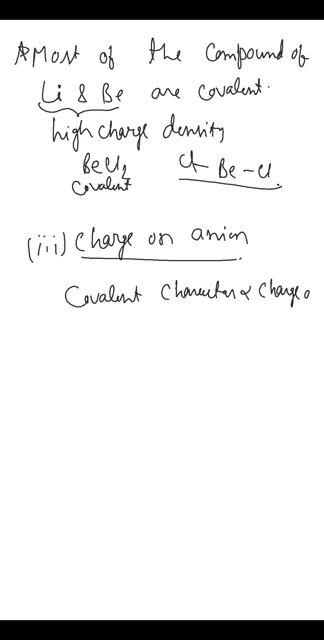 * Most of the Compound of
Li & Be are covalent.
high charge density
BeCl2 Cl-Be-Cl
Covalent
(iii) Charge on anion
Covalent Character ∝ Charge o